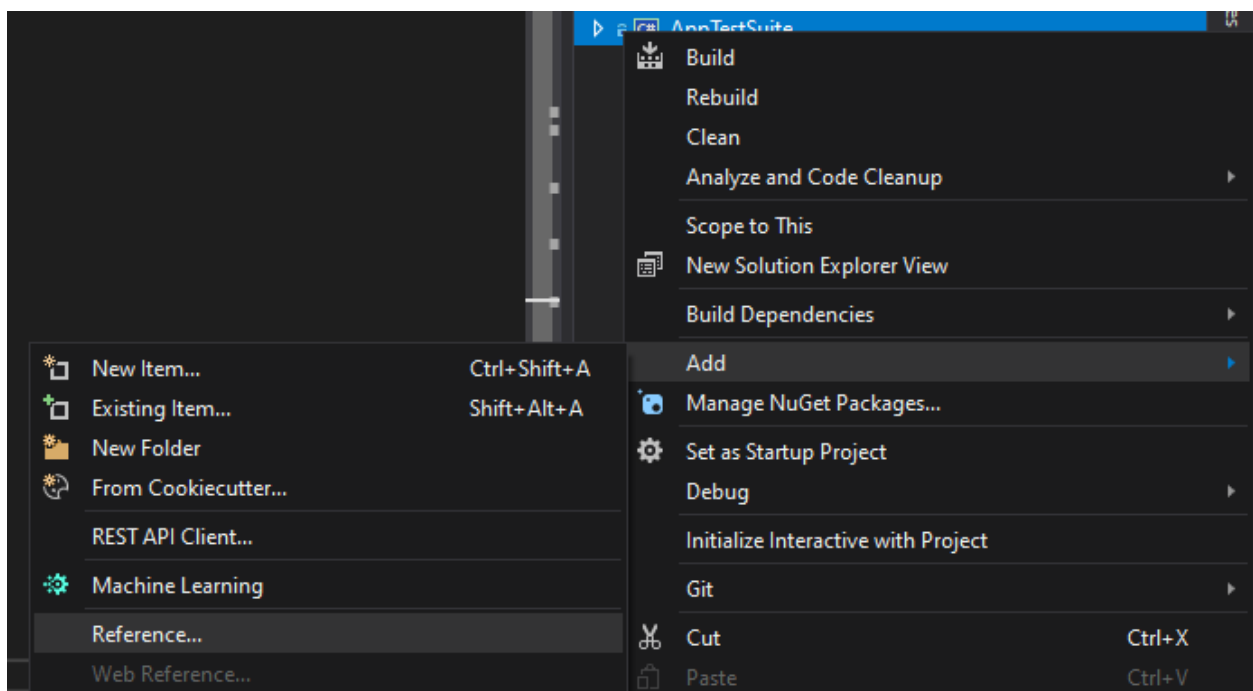 C# AppTestSuite
Build
Rebuild
Clean
Analyze and Code Cleanup
Scope to This
New Solution Explorer View
Build Dependencies
Add
Manage NuGet Packages...
Set as Startup Project
Debug
Initialize Interactive with Project
Git
Cut Ctrl+X
Paste Ctrl+V
New Item... Ctrl+Shift+A
Existing Item... Shift+Alt+A
New Folder
From Cookiecutter...
REST API Client...
Machine Learning
Reference...
Web Reference...